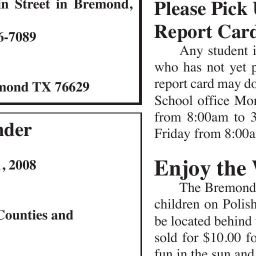 in Street in Bremond,
6-7089
mond TX 76629
nder
, 2008
Counties and
Please Pick
Report Card
Any student i
who has not yet p
report card may do
School office Mon
from 8:00am to 3
Friday from 8:00a
Enjoy the
The Bremond
children on Polish
be located behind
sold for $10.00 fo
fun in the sun and